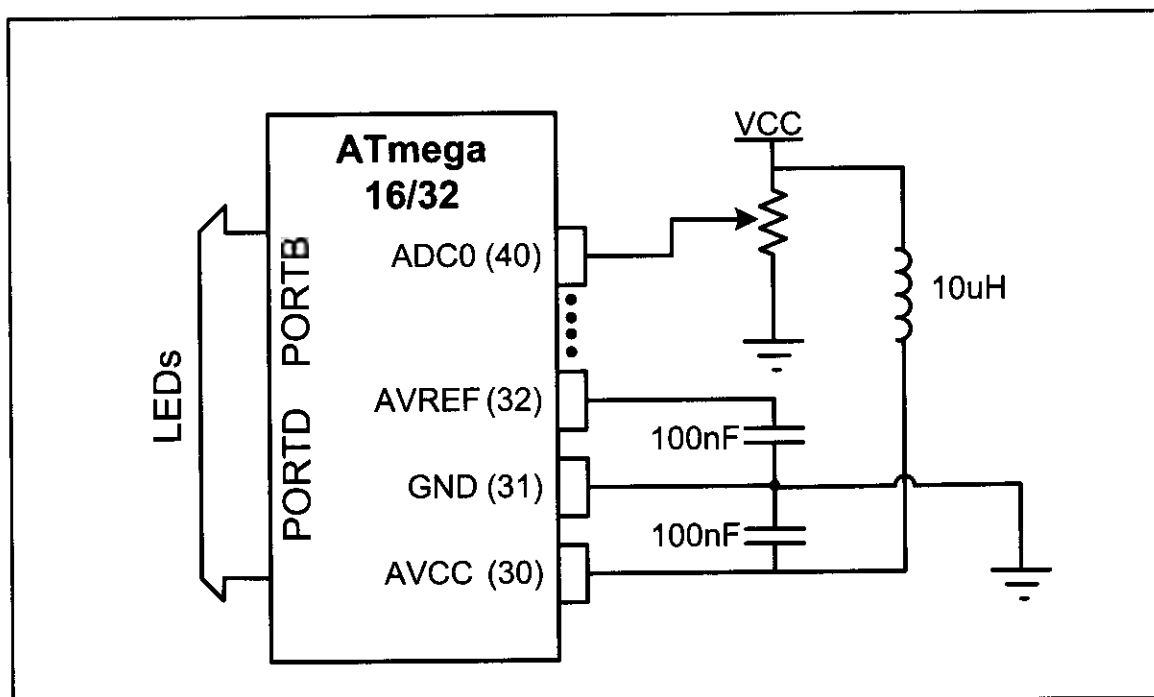 ATmega
16/32
VCC
ADC0 (40)
10uH
AVREF (32)
100nF
GND (31)
100nF
AVCC (30)
LEDs
PORTD PORTB